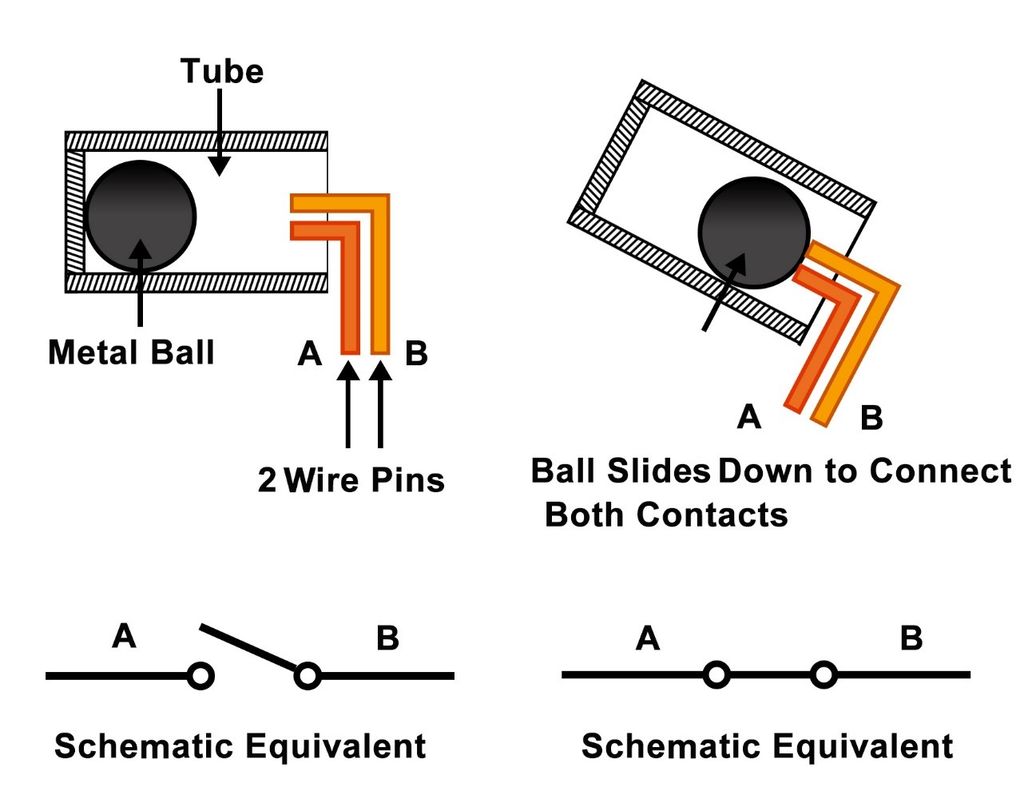 Tube
Metal Ball
A
B
2 Wire Pins
A
B
Ball Slides Down to Connect
Both Contacts
A
B
Schematic Equivalent
A
B
Schematic Equivalent